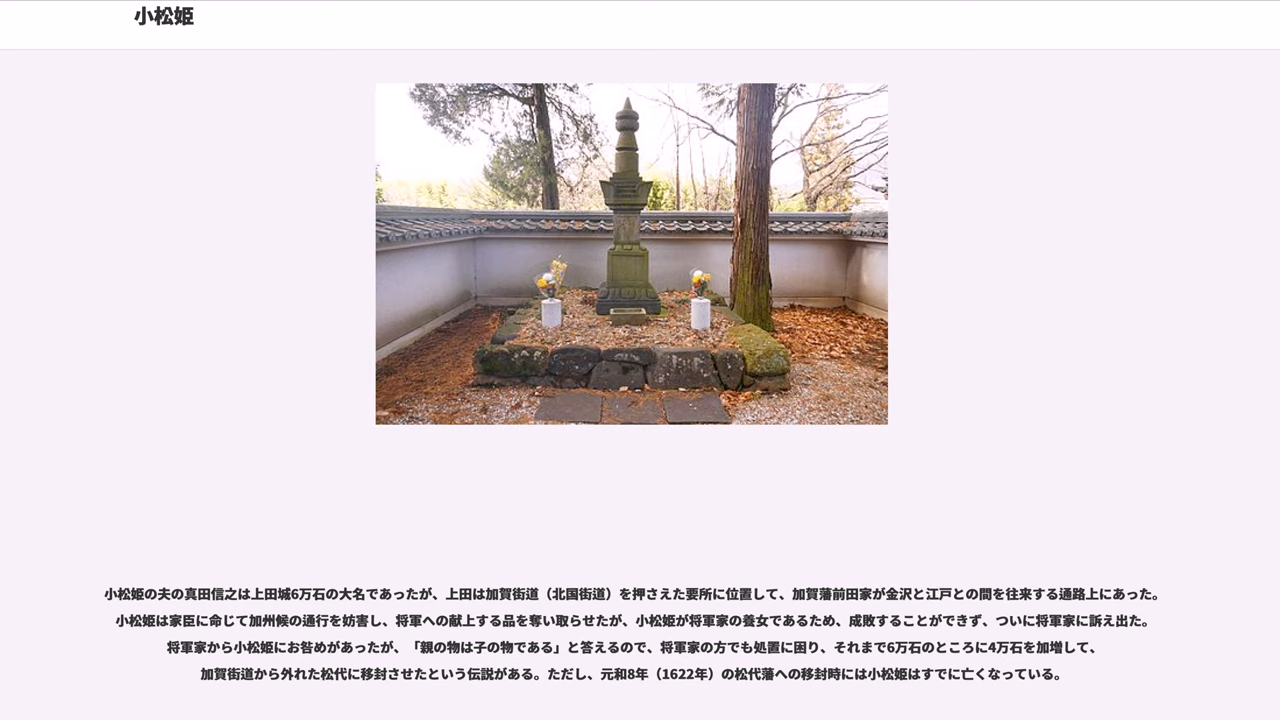 小松姫
小松姫の夫の真田信之は上田城6万石の大名であったが、上田は加賀街道（北国街道）を押さえた要所に位置して、加賀藩前田家が金沢と江戸との間を往来する通路上にあった。
小松姫は家臣に命じて加州候の通行を妨害し、将軍への献上する品を奪い取らせたが、小松姫が将軍家の養女であるため、成敗することができず、ついに将軍家に訴え出た。
将軍家から小松姫にお咎めがあったが、「親の物は子の物である」と答えるので、将軍家の方でも処置に困り、それまで6万石のところに4万石を加増して、
加賀街道から外れた松代に移封させたという伝説がある。ただし、元和8年（1622年）の松代藩への移封時には小松姫はすでに亡くなっている。